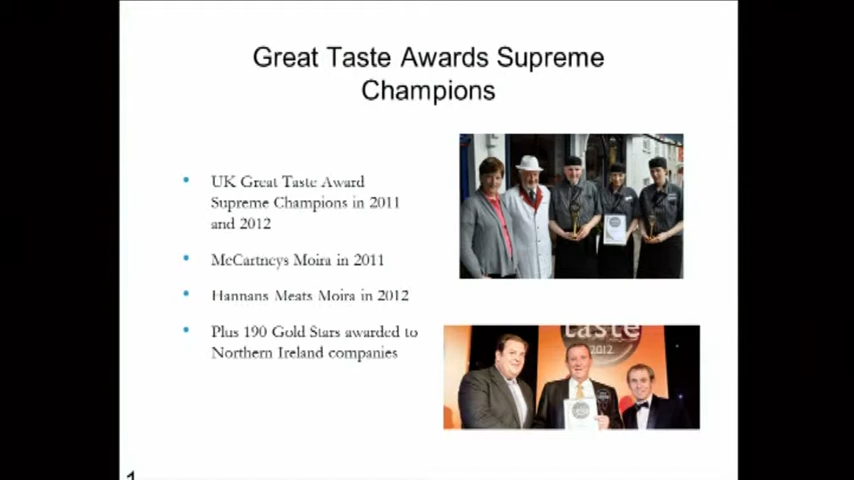 Great Taste Awards Supreme
Champions
• UK Great Taste Award
Supreme Champions in 2011
and 2012
• McCartneys Moira in 2011
• Hannans Meats Moira in 2012
• Plus 190 Gold Stars awarded to
Northern Ireland companies
taste
2012
1